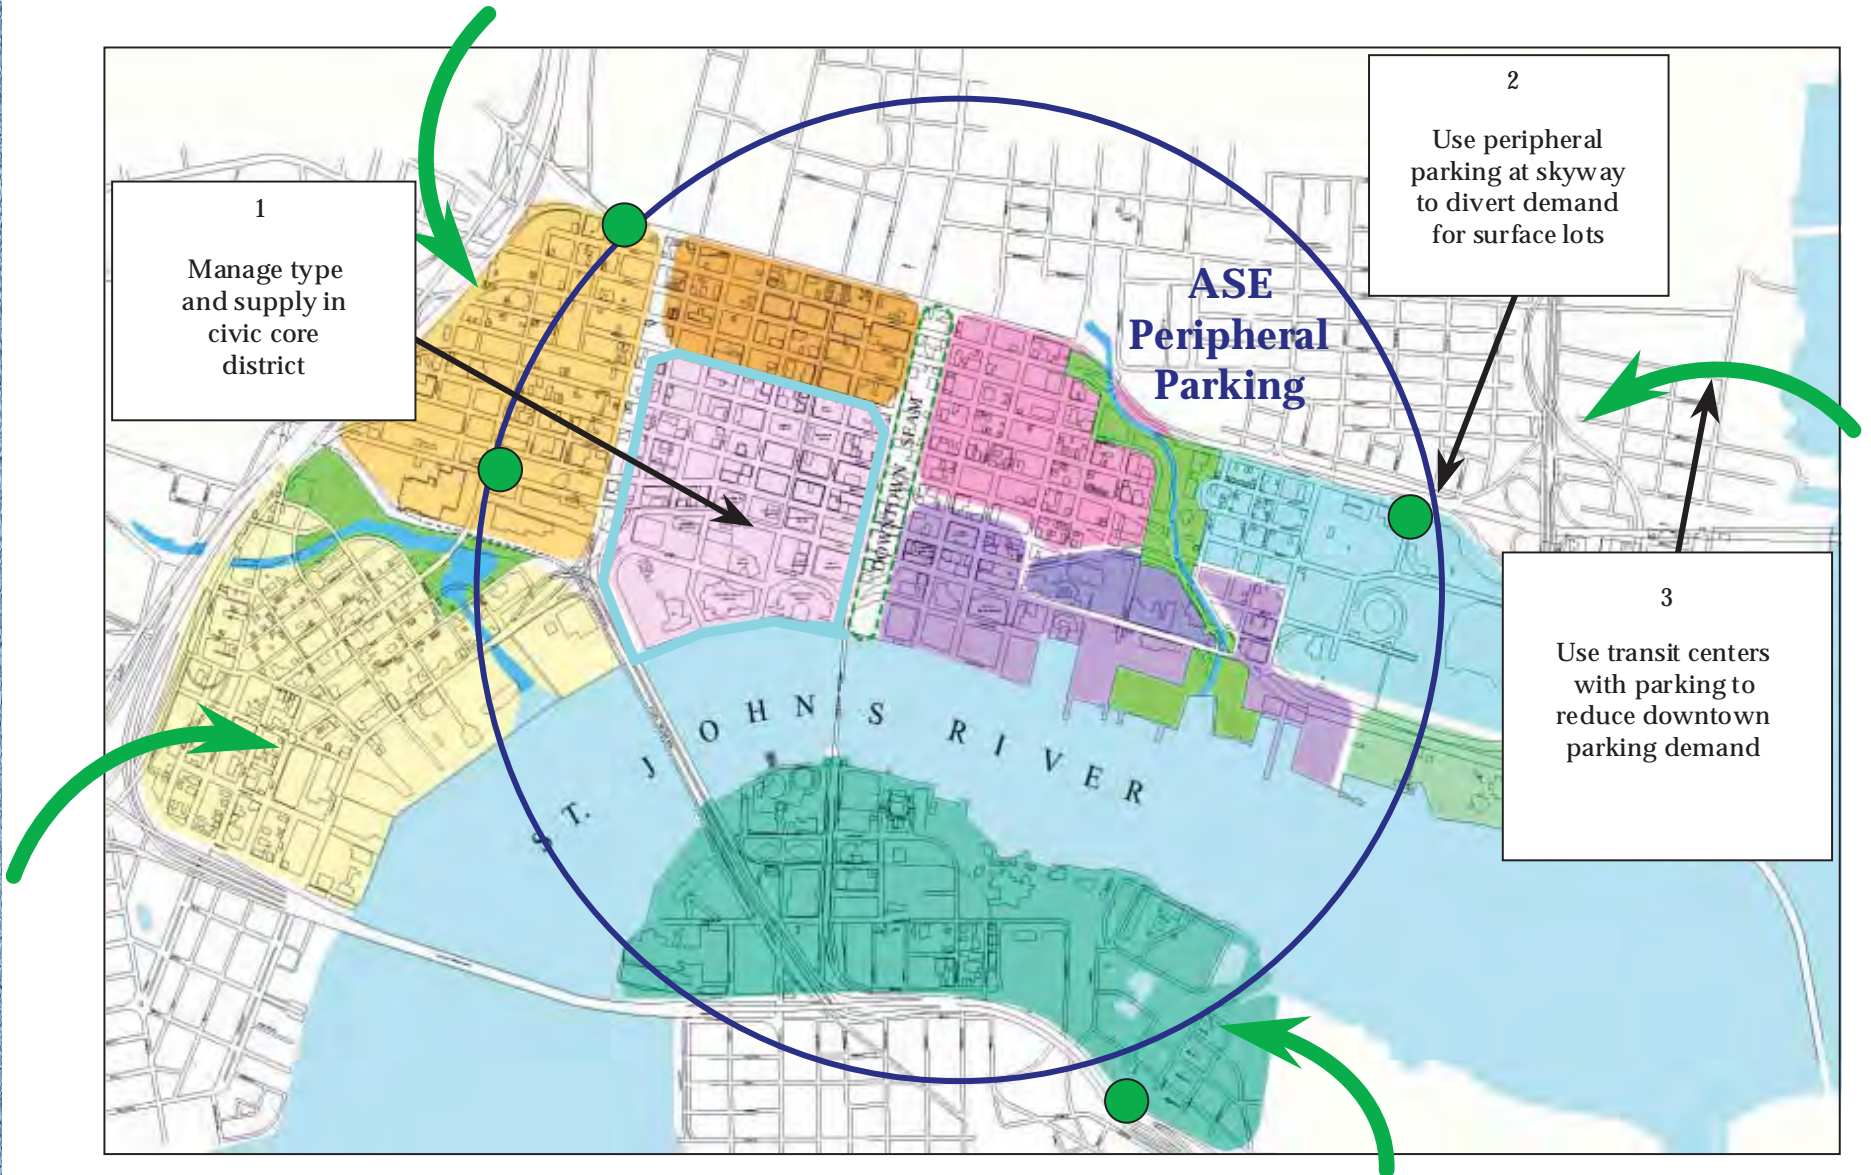 1
Manage type
and supply in
civic core
district
2
Use peripheral
parking at skyway
to divert demand
for surface lots
ASE
Peripheral
Parking
DOWNTOWN SEAM
3
Use transit centers
with parking to
reduce downtown
parking demand
ST. JOHNS RIVER